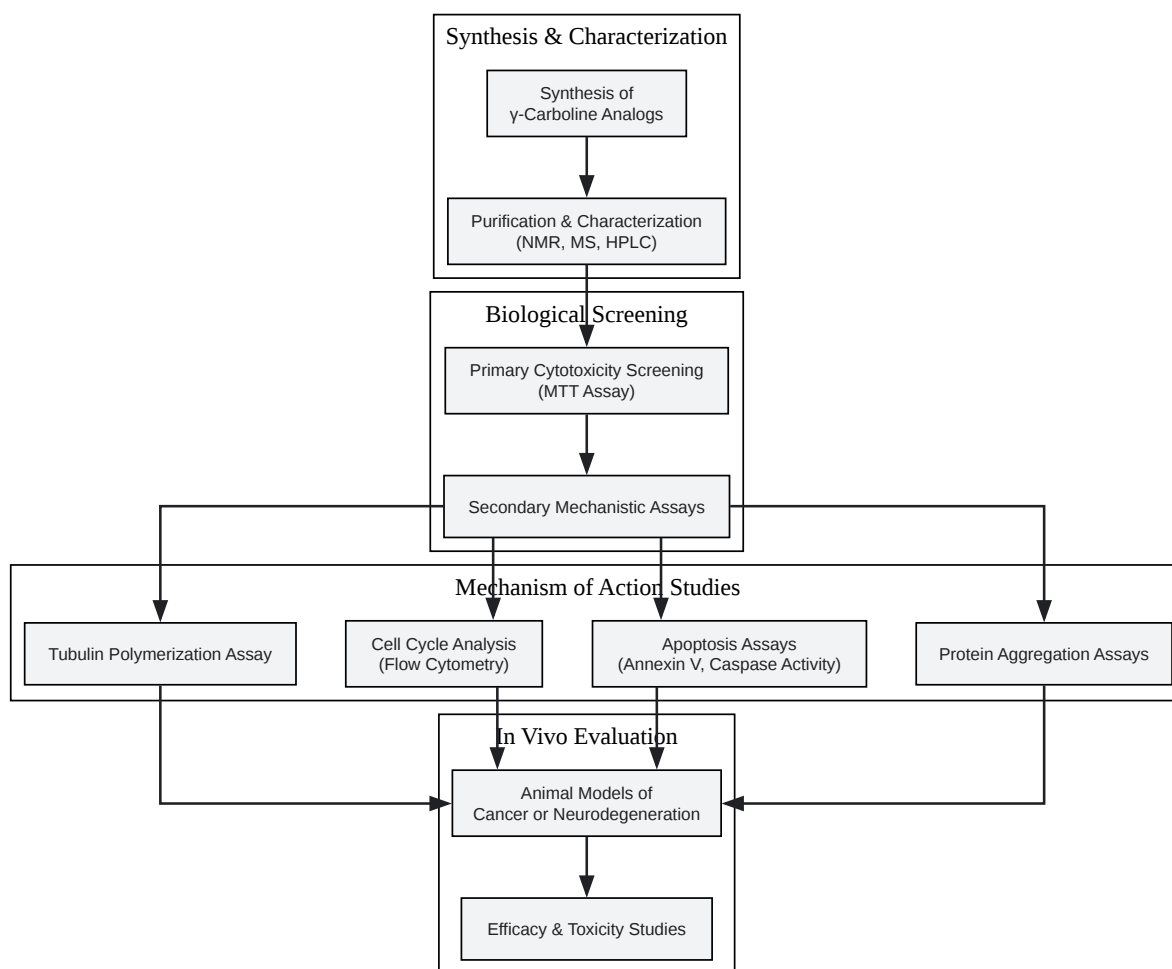 Synthesis & Characterization
Synthesis of
γ-Carboline Analogs
Purification & Characterization
(NMR, MS, HPLC)
Biological Screening
Primary Cytotoxicity Screening
(MTT Assay)
Secondary Mechanistic Assays
Mechanism of Action Studies
Tubulin Polymerization Assay
Cell Cycle Analysis
(Flow Cytometry)
Apoptosis Assays
(Annexin V, Caspase Activity)
Protein Aggregation Assays
In Vivo Evaluation
Animal Models of
Cancer or Neurodegeneration
Efficacy & Toxicity Studies